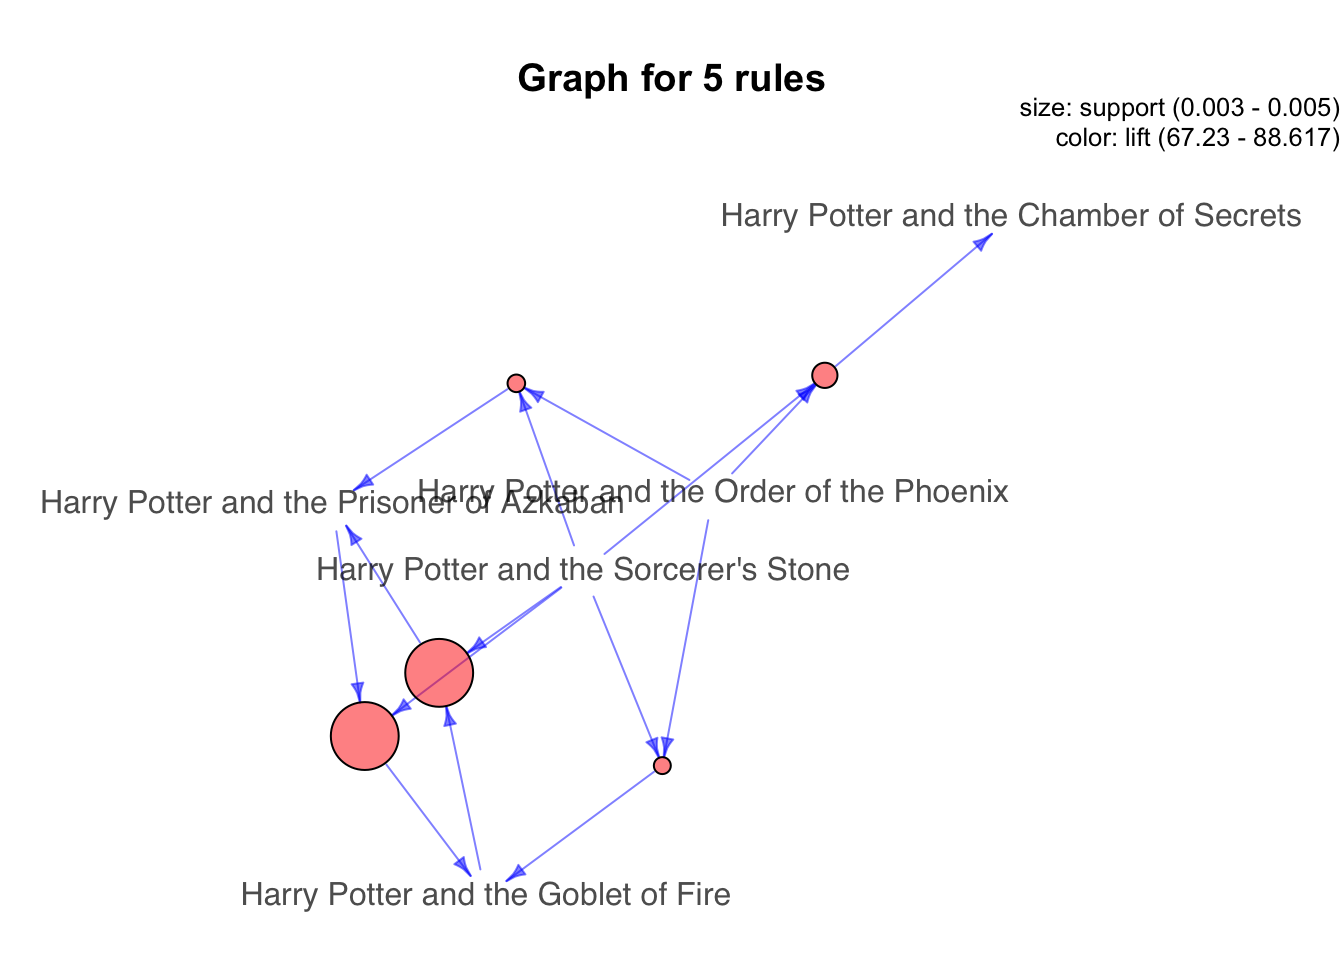 Graph for 5 rules
size: support (0.003 - 0.005)
color: lift (67.23 - 88.617)
Harry Potter and the Chamber of Secrets
Harry Potter and the Order of the Phoenix
Harry Potter and the Prisoner of Azkaban
Harry Potter and the Sorcerer's Stone
Harry Potter and the Goblet of Fire